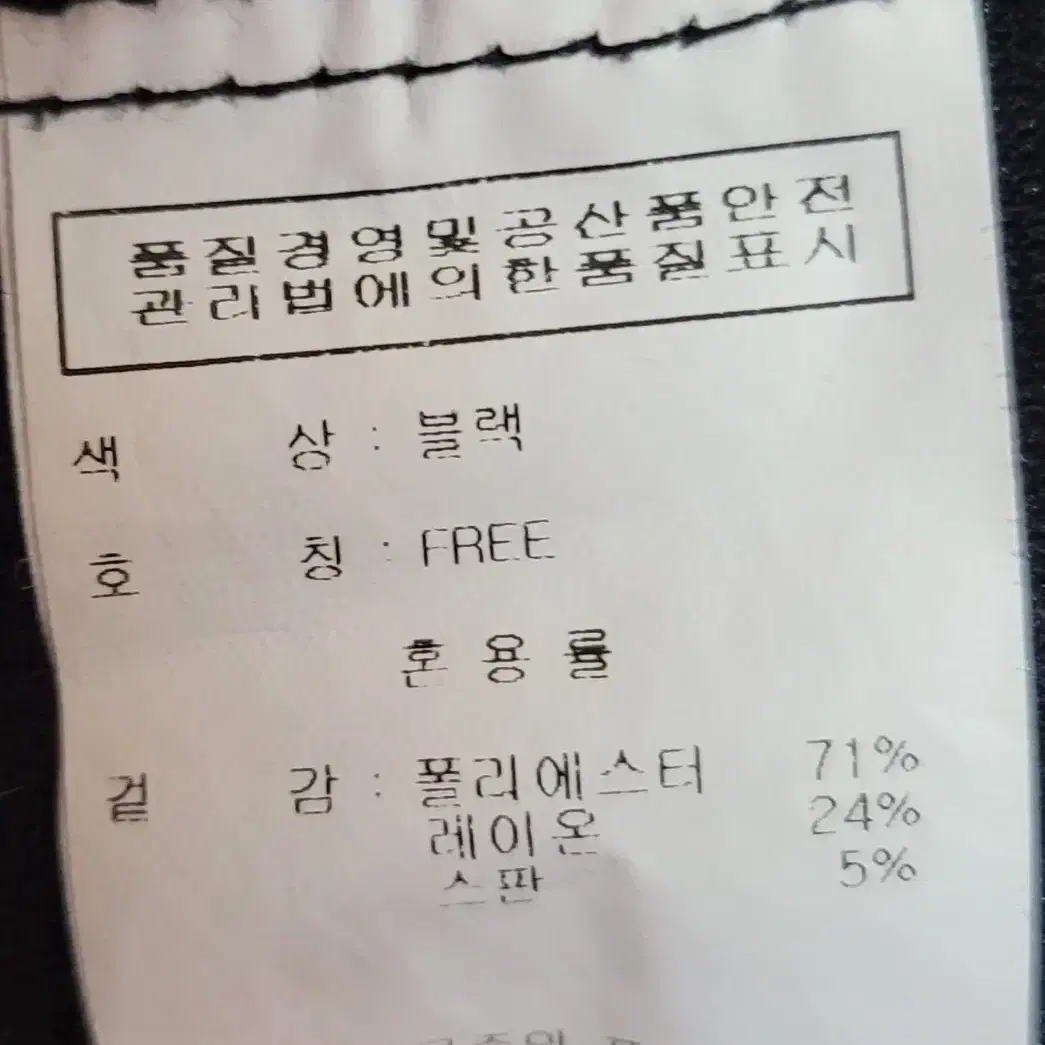 품질경영및공산품안전
관리법에의한품질표시
색 상 : 블랙
호 칭 : FREE
혼용률
겉 감 : 폴리에스터 71%
레이온 24%
스판 5%